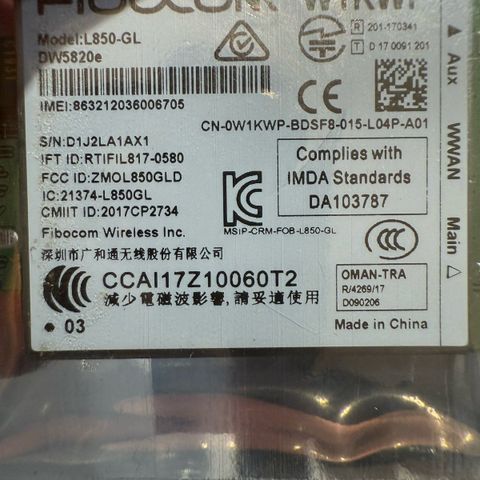 Fibocom W1KWP
Model:L850-GL
DW5820e
R 201-170341
T D 17 0091 201
IMEI:863212036006705
CN-0W1KWP-BDSF8-015-L04P-A01
S/N:D1J2LA1AX1
IFT ID:RTIFIL817-0580
FCC ID:ZMOL850GLD
IC:21374-L850GL
CMIIT ID:2017CP2734
Fibocom Wireless Inc.
深圳市广和通无线股份有限公司
Complies with
IMDA Standards
DA103787
MSIP-CRM-FOB-L850-GL
CCC
CCAI17Z10060T2
減少電磁波影響,請妥適使用
03
OMAN-TRA
R/4269/17
D090206
Made in China
Aux
WWAN
Main